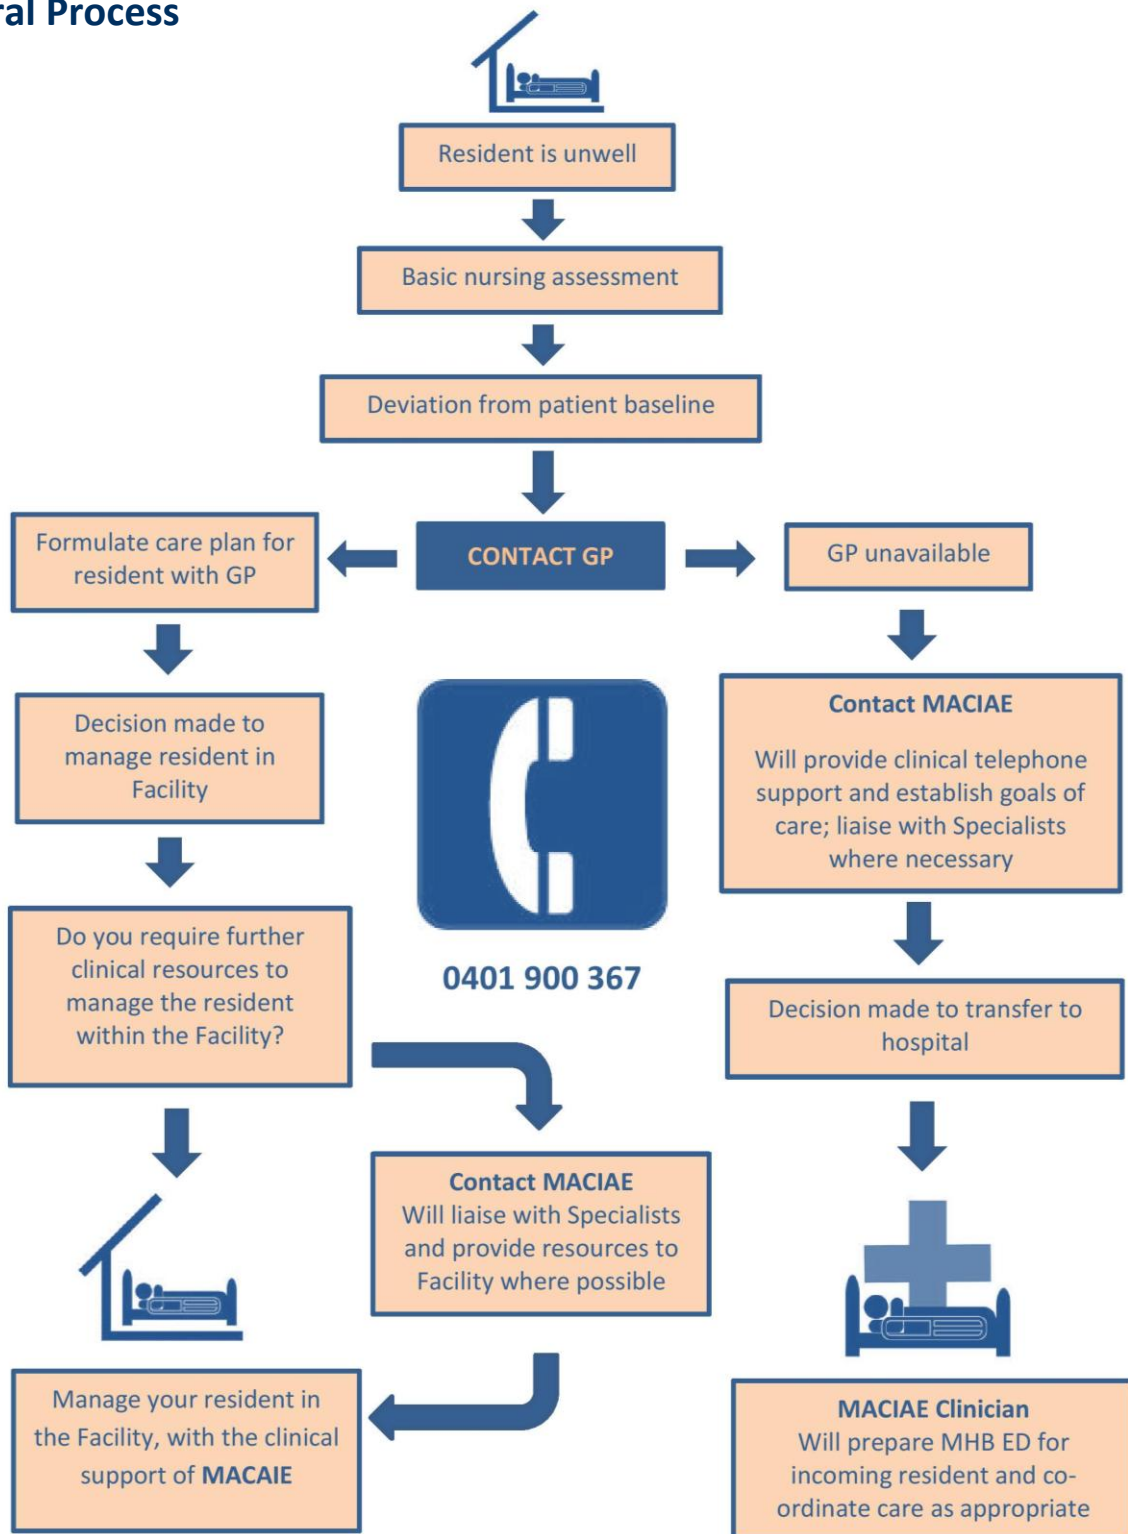 ral Process
Resident is unwell
Basic nursing assessment
Deviation from patient baseline
CONTACT GP
Formulate care plan for
resident with GP
GP unavailable
Decision made to
manage resident in
Facility
Contact MACIAE
Will provide clinical telephone
support and establish goals of
care; liaise with Specialists
where necessary
Do you require further
clinical resources to
manage the resident
within the Facility?
0401 900 367
Decision made to transfer to
hospital
Contact MACIAE
Will liaise with Specialists
and provide resources to
Facility where possible
Manage your resident in
the Facility, with the clinical
support of MACAIE
MACIAE Clinician
Will prepare MHB ED for
incoming resident and co-
ordinate care as appropriate